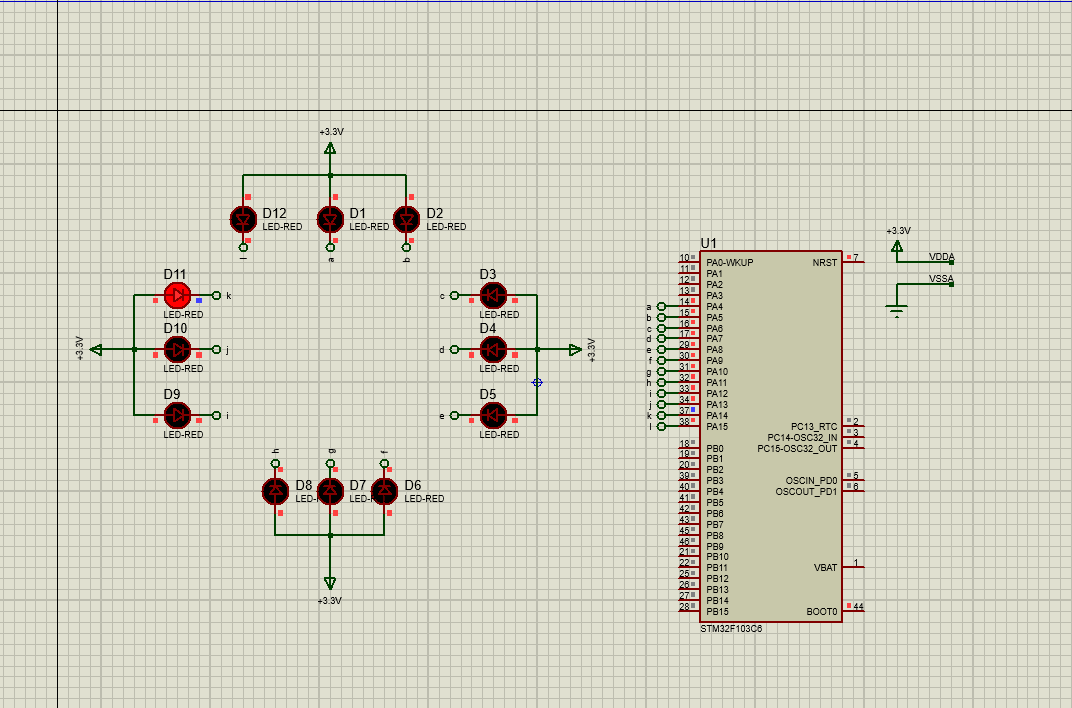 +3.3V
D12
LED-RED
D1
LED-RED
D2
LED-RED
l
a
b
D11
LED-RED
k
D10
LED-RED
j
D9
LED-RED
i
+3.3V
D3
LED-RED
c
D4
LED-RED
d
D5
LED-RED
e
+3.3V
h
g
f
D8
LED-
D7
LED-R
D6
LED-RED
+3.3V
U1
10 PA0-WKUP
11 PA1
12 PA2
13 PA3
a 14 PA4
b 15 PA5
c 16 PA6
d 17 PA7
e 29 PA8
f 30 PA9
g 31 PA10
h 32 PA11
i 33 PA12
j 34 PA13
k 37 PA14
l 38 PA15
18 PB0
19 PB1
20 PB2
39 PB3
40 PB4
41 PB5
42 PB6
43 PB7
45 PB8
46 PB9
21 PB10
22 PB11
25 PB12
26 PB13
27 PB14
28 PB15
NRST 7
PC13_RTC 2
PC14-OSC32_IN 3
PC15-OSC32_OUT 4
OSCIN_PD0 5
OSCOUT_PD1 6
VBAT 1
BOOT0 44
STM32F103C6
+3.3V
VDDA
VSSA